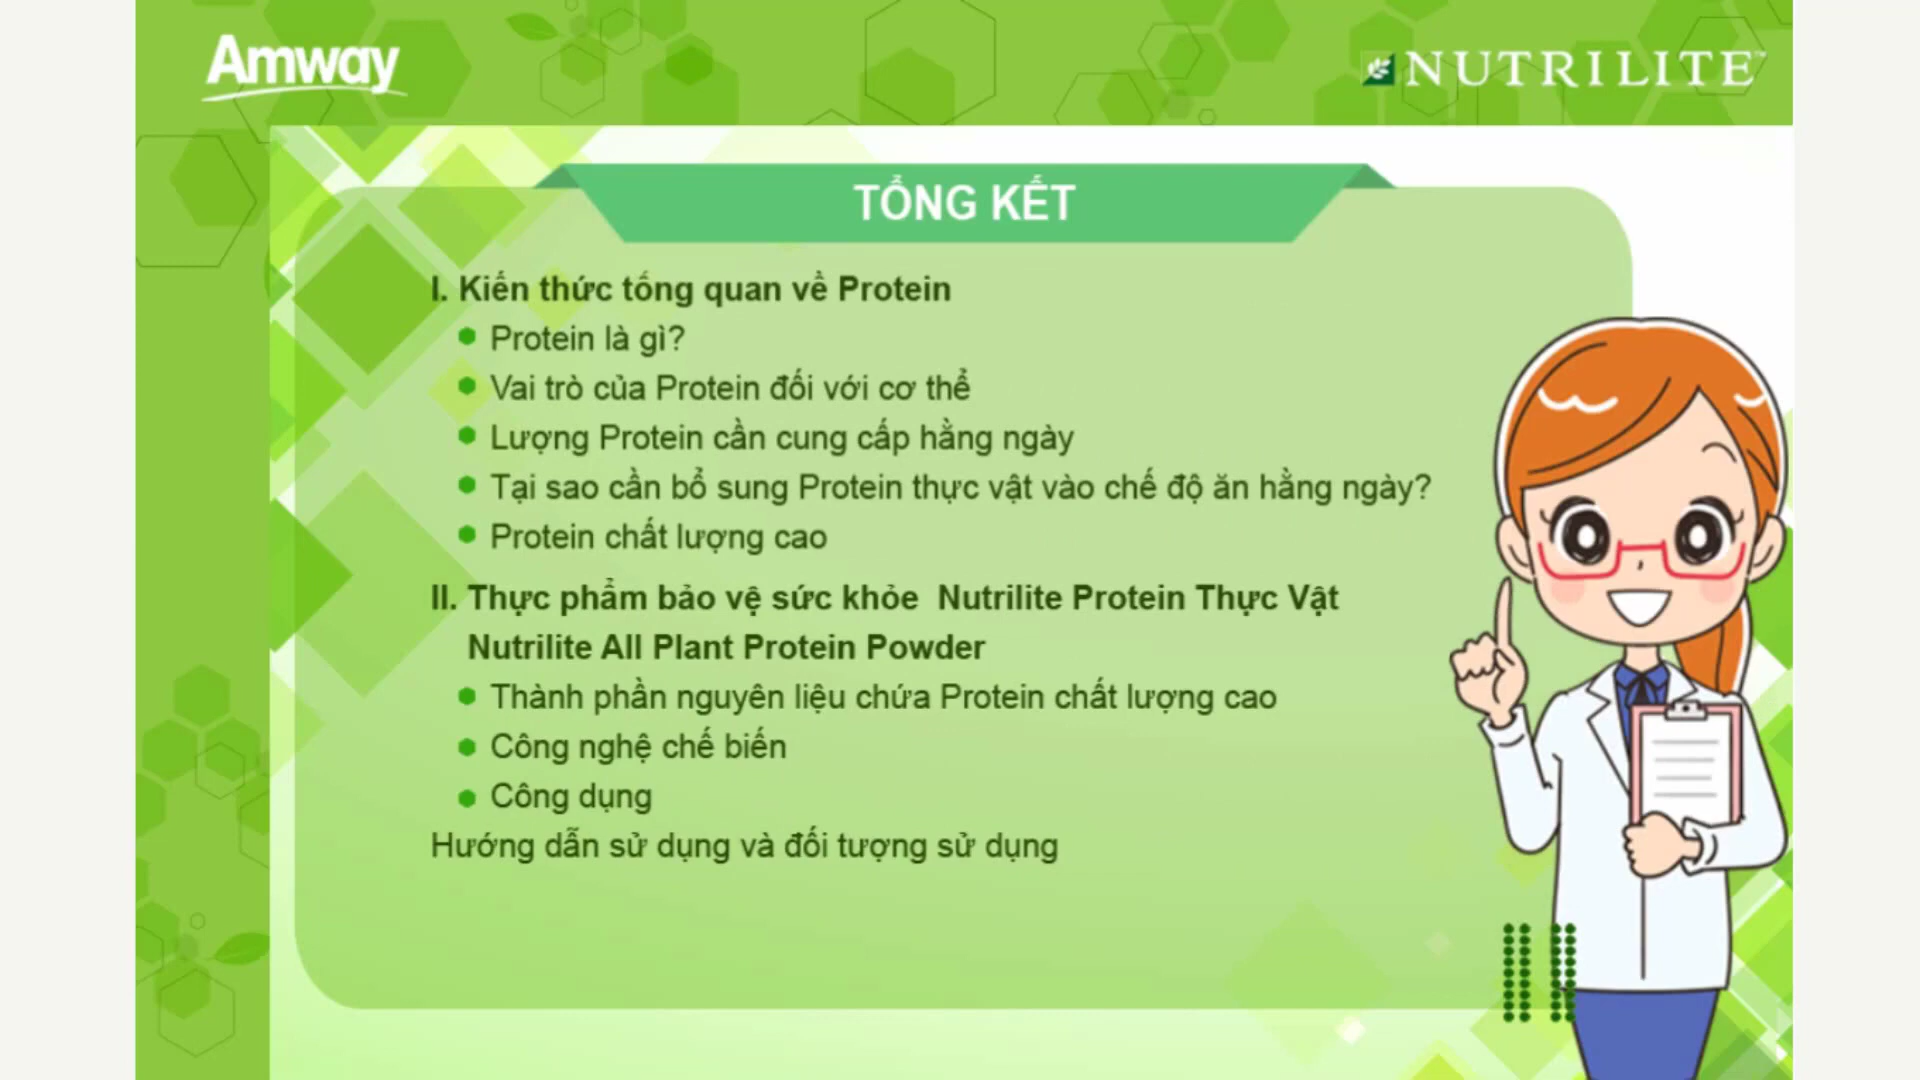 Amway
NUTRILITE™
TỔNG KẾT
I. Kiến thức tổng quan về Protein
Protein là gì?
Vai trò của Protein đối với cơ thể
Lượng Protein cần cung cấp hằng ngày
Tại sao cần bổ sung Protein thực vật vào chế độ ăn hằng ngày?
Protein chất lượng cao
II. Thực phẩm bảo vệ sức khỏe Nutrilite Protein Thực Vật
Nutrilite All Plant Protein Powder
Thành phần nguyên liệu chứa Protein chất lượng cao
Công nghệ chế biến
Công dụng
Hướng dẫn sử dụng và đối tượng sử dụng